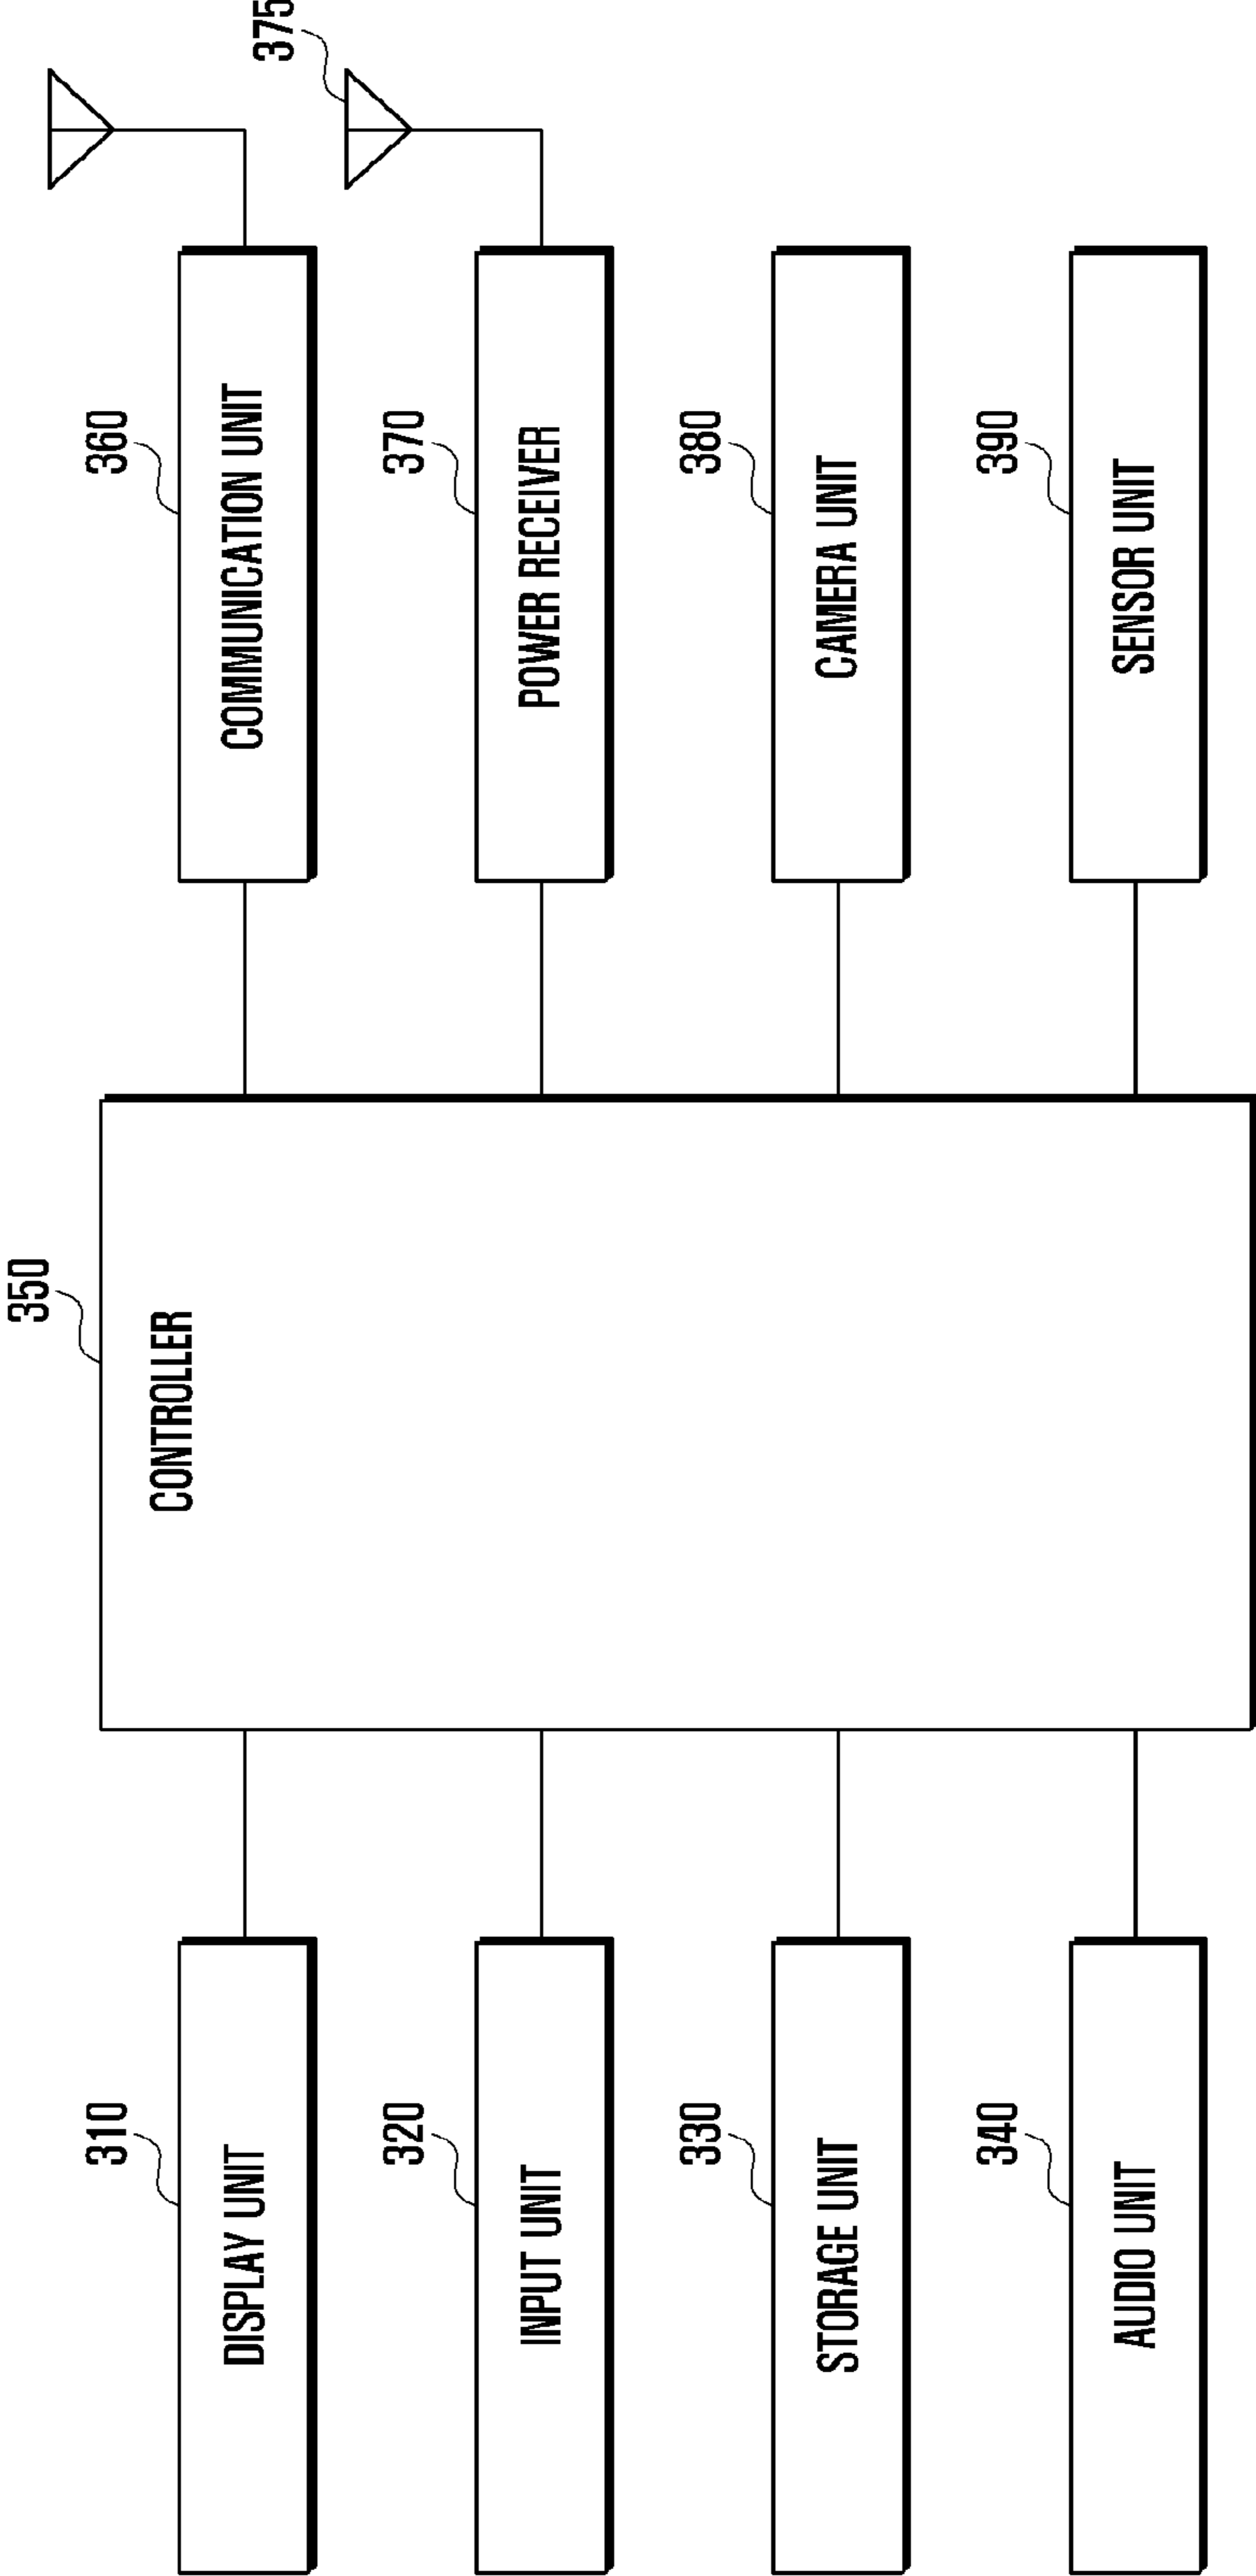 350
CONTROLLER
310
DISPLAY UNIT
320
INPUT UNIT
330
STORAGE UNIT
340
AUDIO UNIT
360
COMMUNICATION UNIT
375
370
POWER RECEIVER
380
CAMERA UNIT
390
SENSOR UNIT